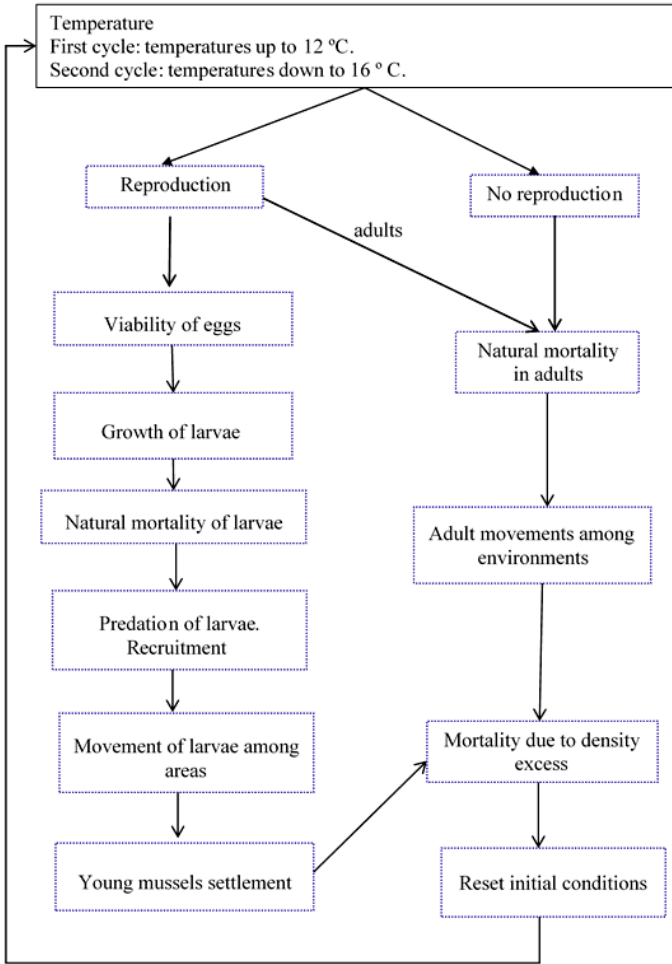 Temperature
First cycle: temperatures up to 12 ºC.
Second cycle: temperatures down to 16 º C.
Reproduction
No reproduction
adults
Viability of eggs
Natural mortality
in adults
Growth of larvae
Natural mortality of larvae
Adult movements among
environments
Predation of larvae.
Recruitment
Movement of larvae among
areas
Mortality due to density
excess
Young mussels settlement
Reset initial conditions